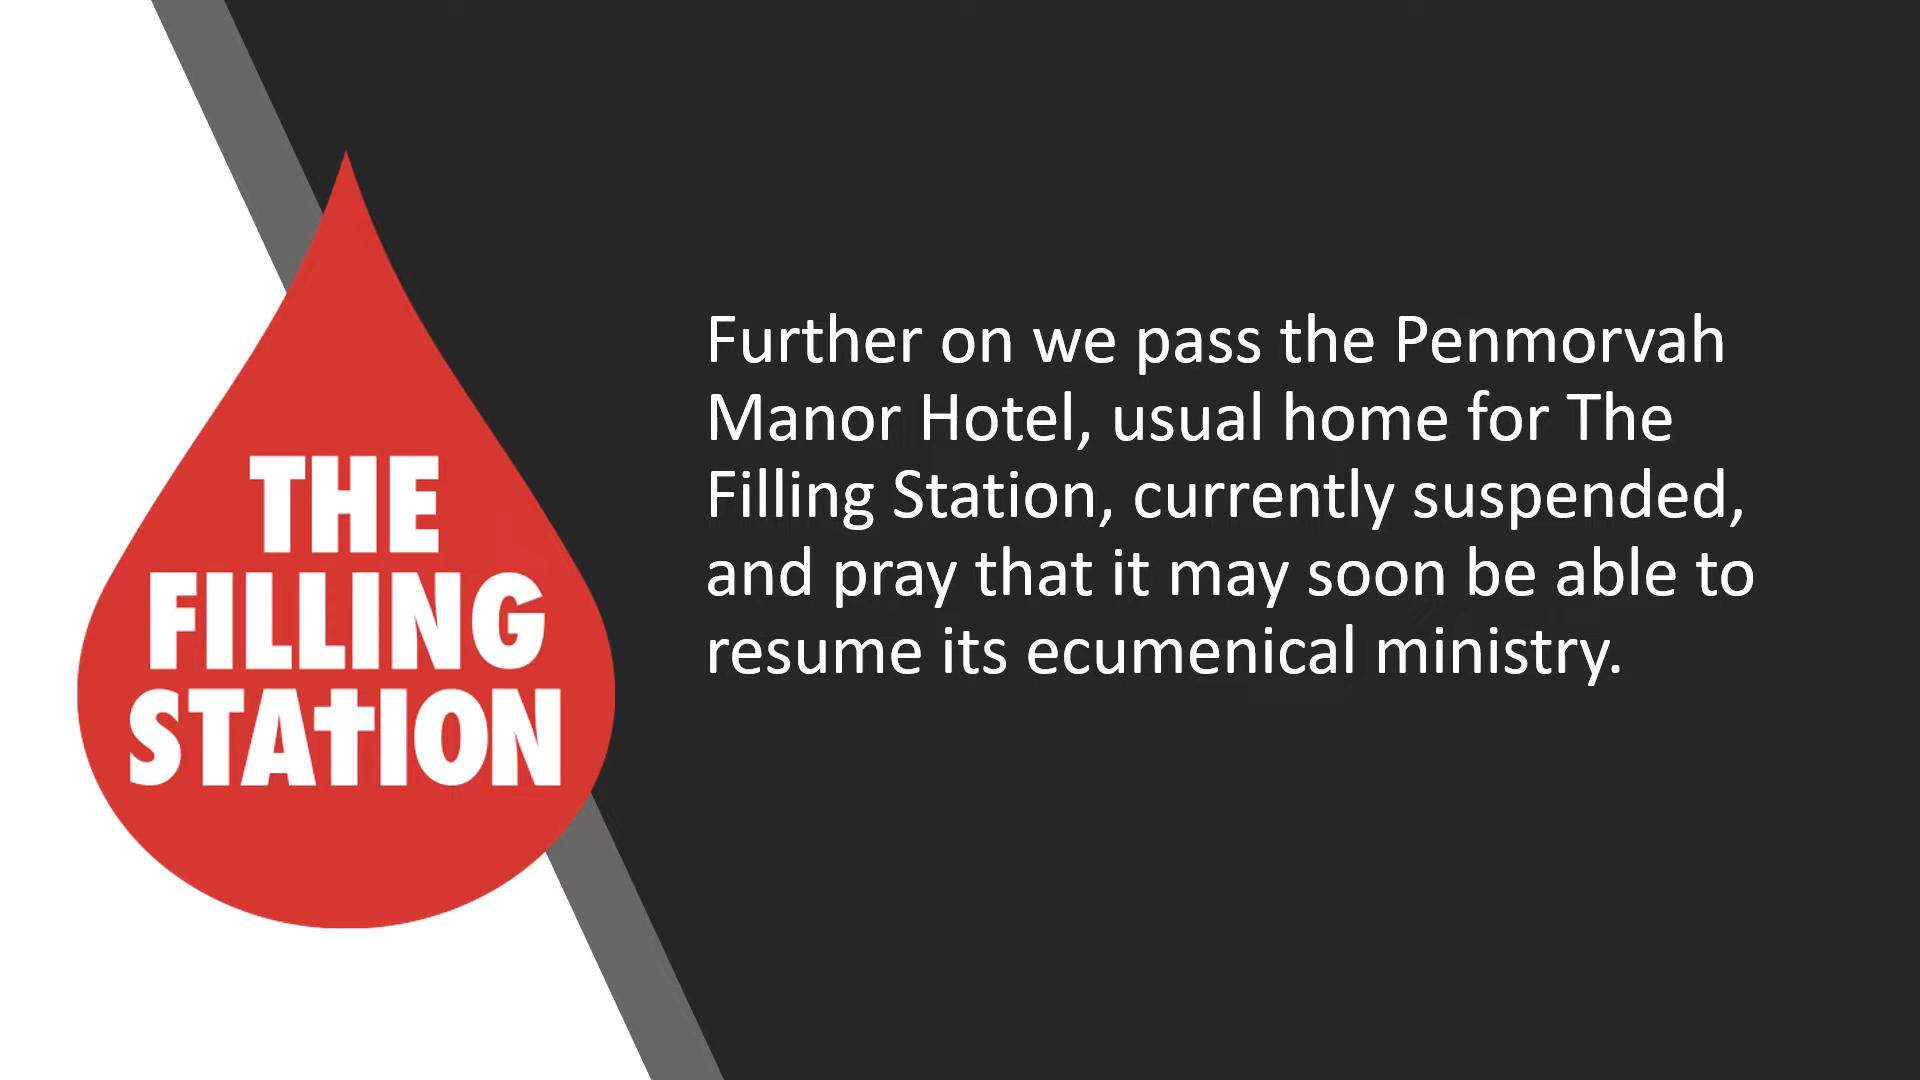 THE
FILLING
STATION
Further on we pass the Penmorvah
Manor Hotel, usual home for The
Filling Station, currently suspended,
and pray that it may soon be able to
resume its ecumenical ministry.